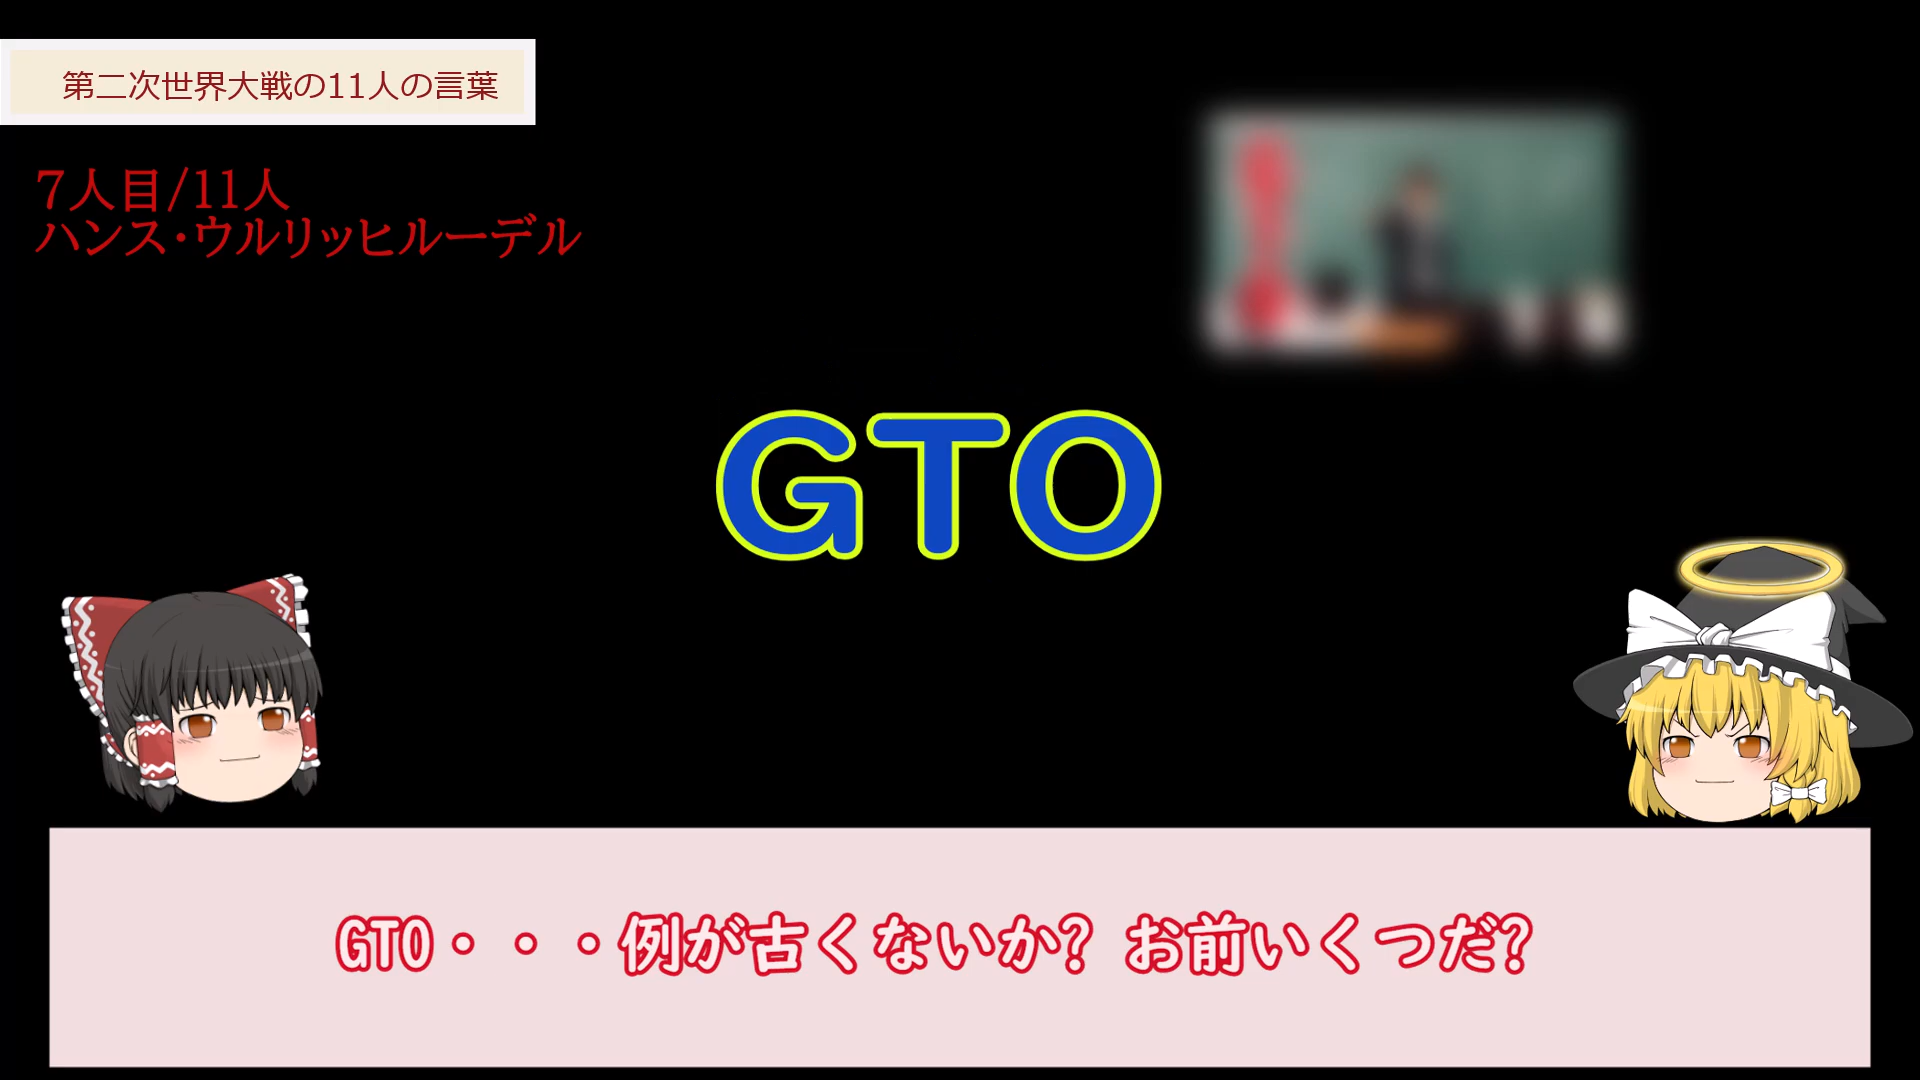 第二次世界大戦の11人の言葉
7人目/11人
ハンス・ウルリッヒルーデル
GTO
GTO・・・例が古くないか? お前いくつだ?